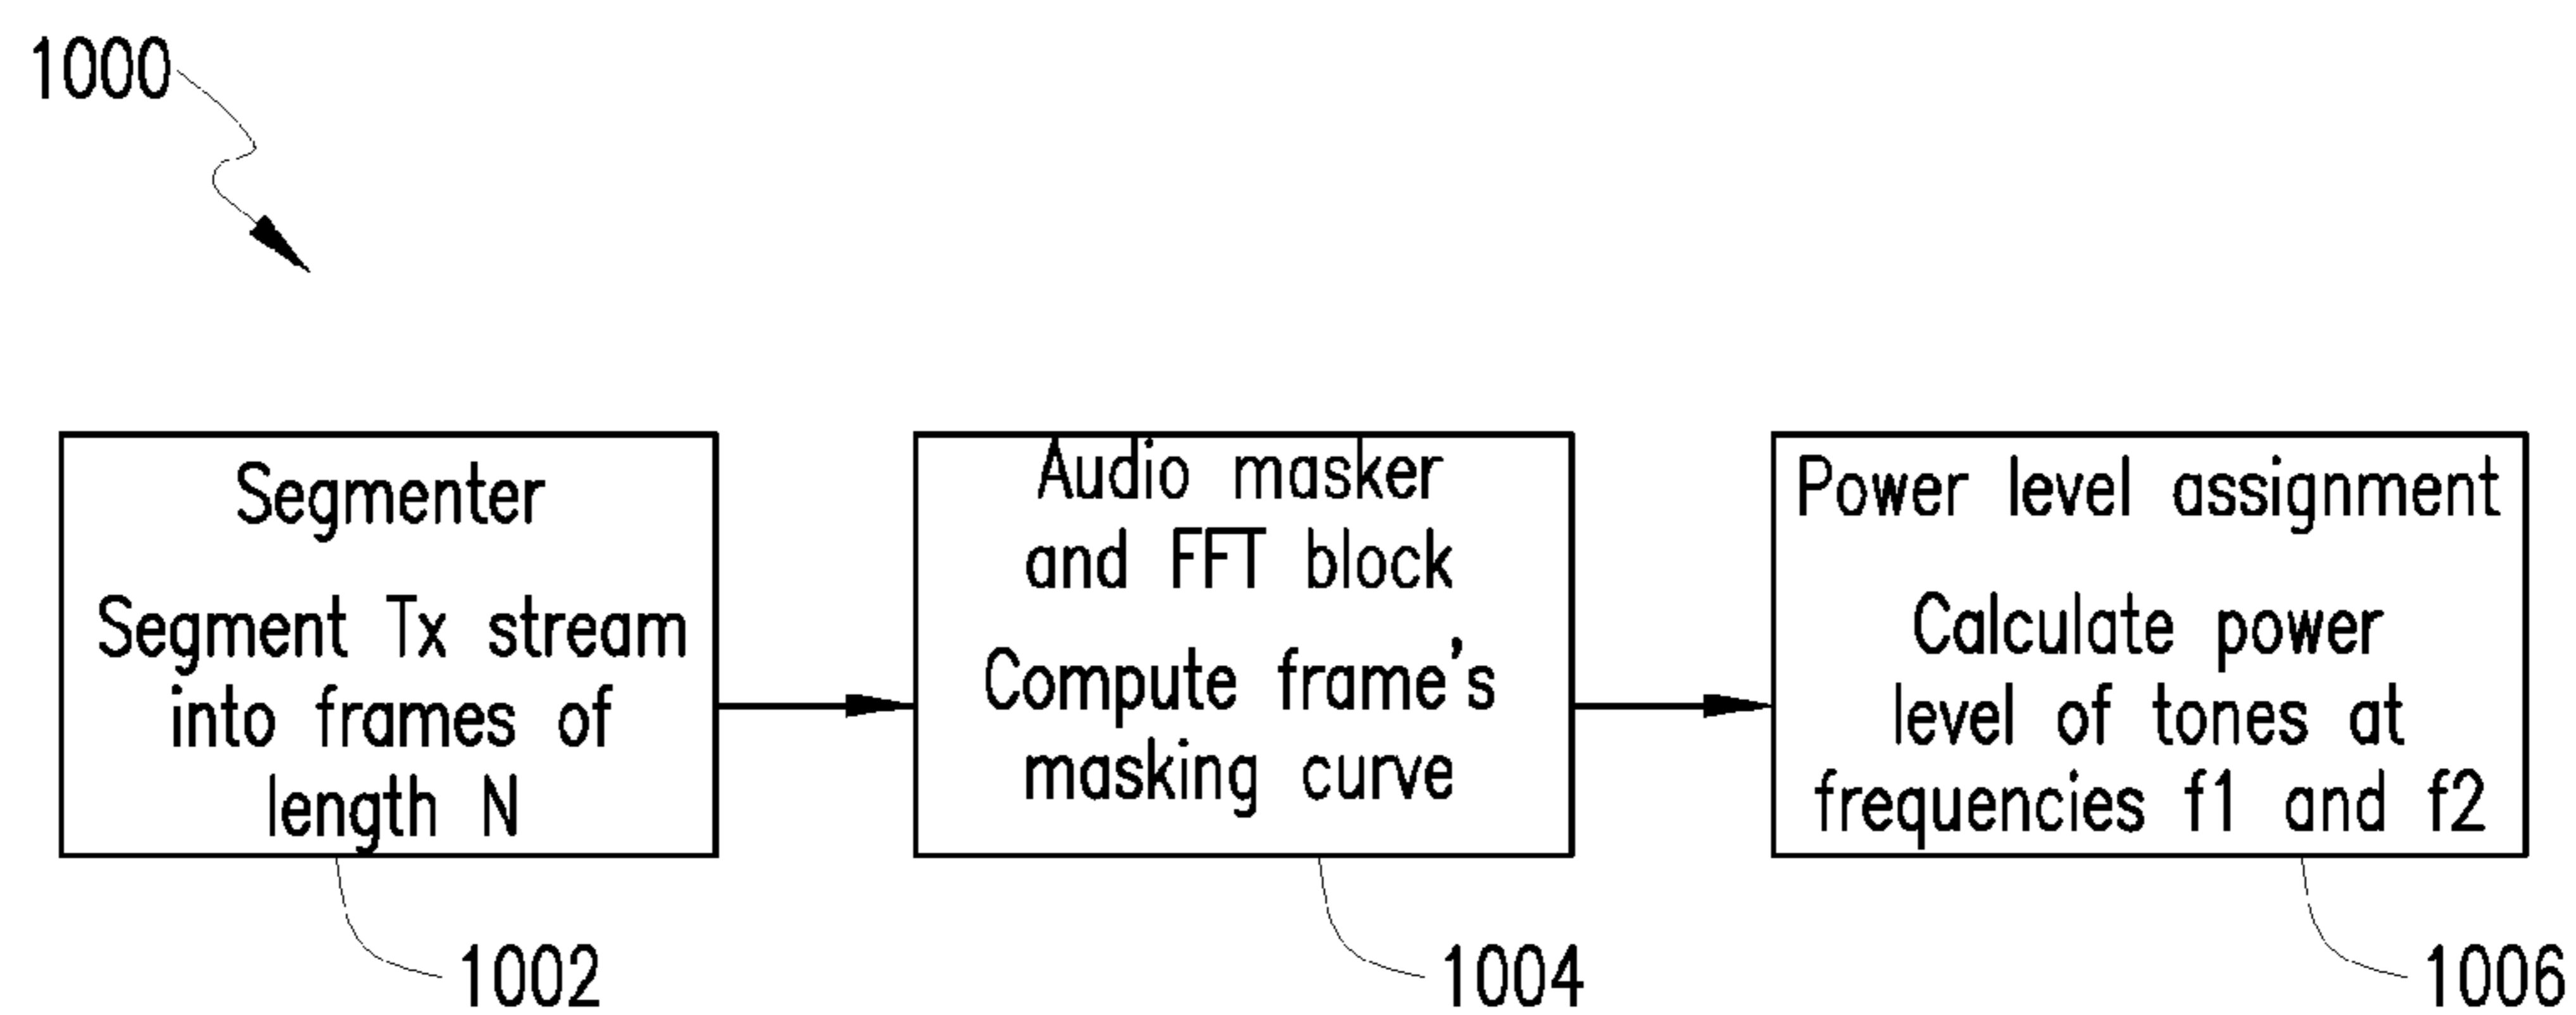 1000
Segmenter
Segment Tx stream
into frames of
length N
Audio masker
and FFT block
Compute frame's
masking curve
Power level assignment
Calculate power
level of tones at
frequencies f1 and f2
1002
1004
1006